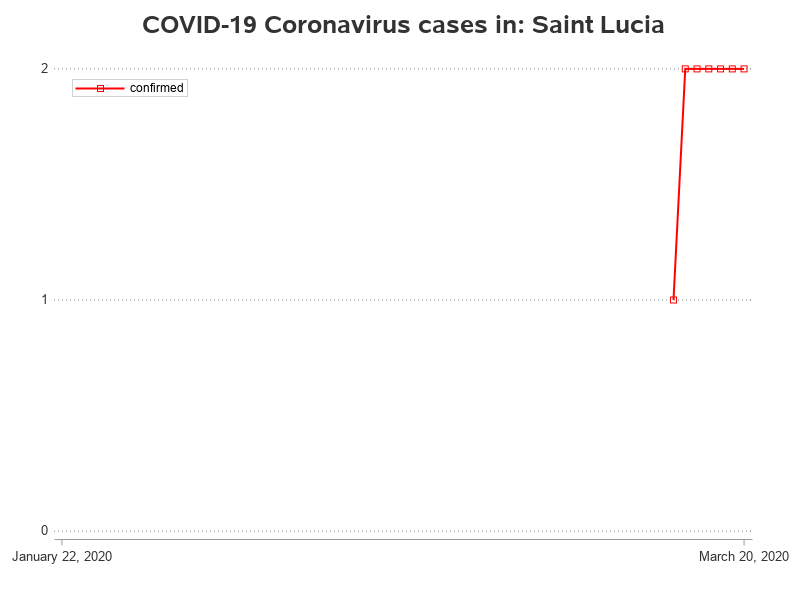 COVID-19 Coronavirus cases in: Saint Lucia
2
confirmed
1
0
January 22, 2020
March 20, 2020